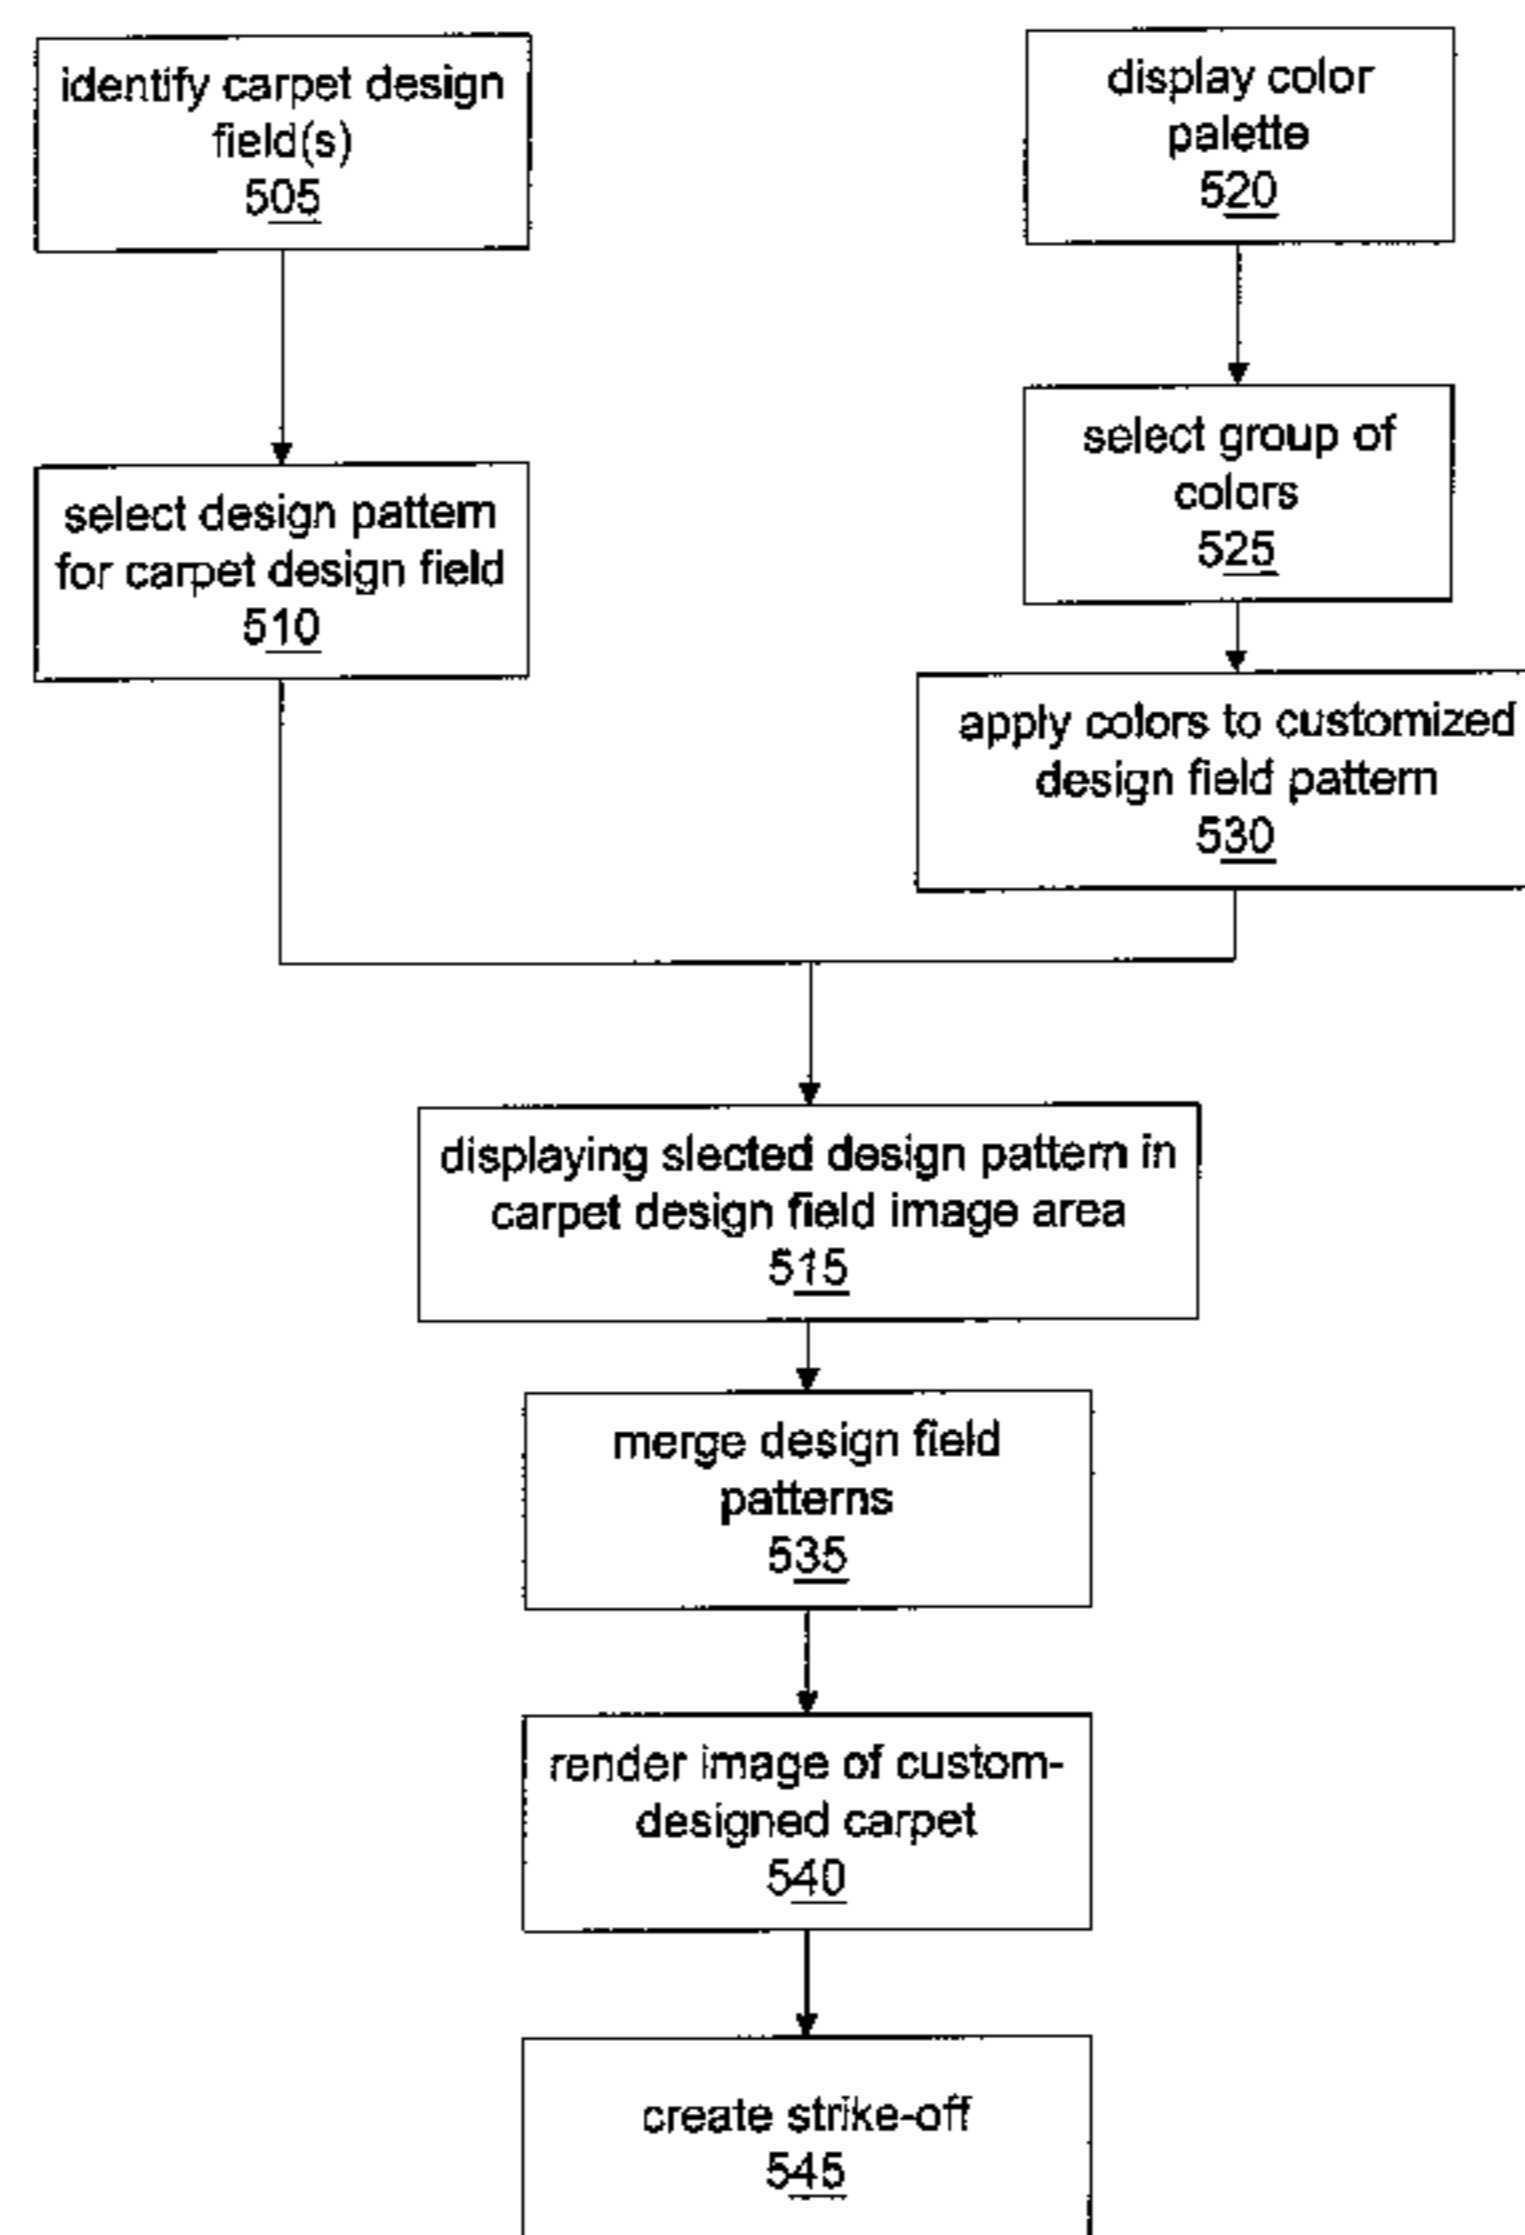 identify carpet design
field(s)
505
select design pattern
for carpet design field
510
display color
palette
520
select group of
colors
525
apply colors to customized
design field pattern
530
displaying slected design pattern in
carpet design field image area
515
merge design field
patterns
535
render image of custom-
designed carpet
540
create strike-off
545